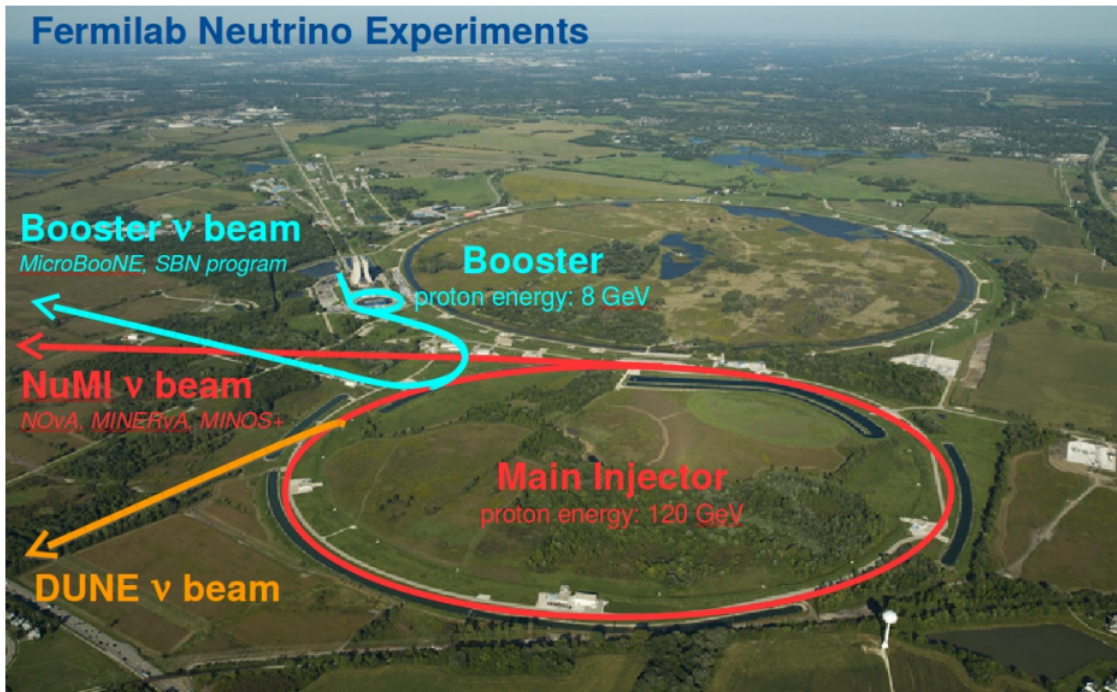 Fermilab Neutrino Experiments
Booster ν beam
MicroBooNE, SBN program
Booster
proton energy: 8 GeV
NuMI ν beam
NOvA, MINERvA, MINOS+
Main Injector
proton energy: 120 GeV
DUNE ν beam